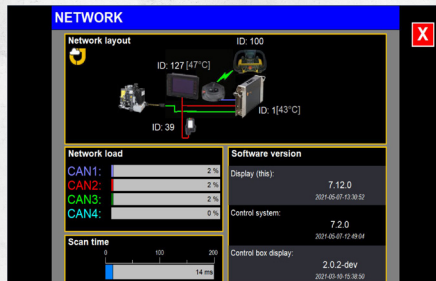 NETWORK
X
Network layout
ID: 100
ID: 127 [47°C]
ID: 1[43°C]
ID: 39
Network load
CAN1: 2 %
CAN2: 2 %
CAN3: 2 %
CAN4: 0 %
Scan time
0 100 200
14 ms
Software version
Display (this):
7.12.0
2021-05-07-13:30:52
Control system:
7.2.0
2021-05-07-12:49:04
Control box display:
2.0.2-dev
2021-03-10-15:38:50